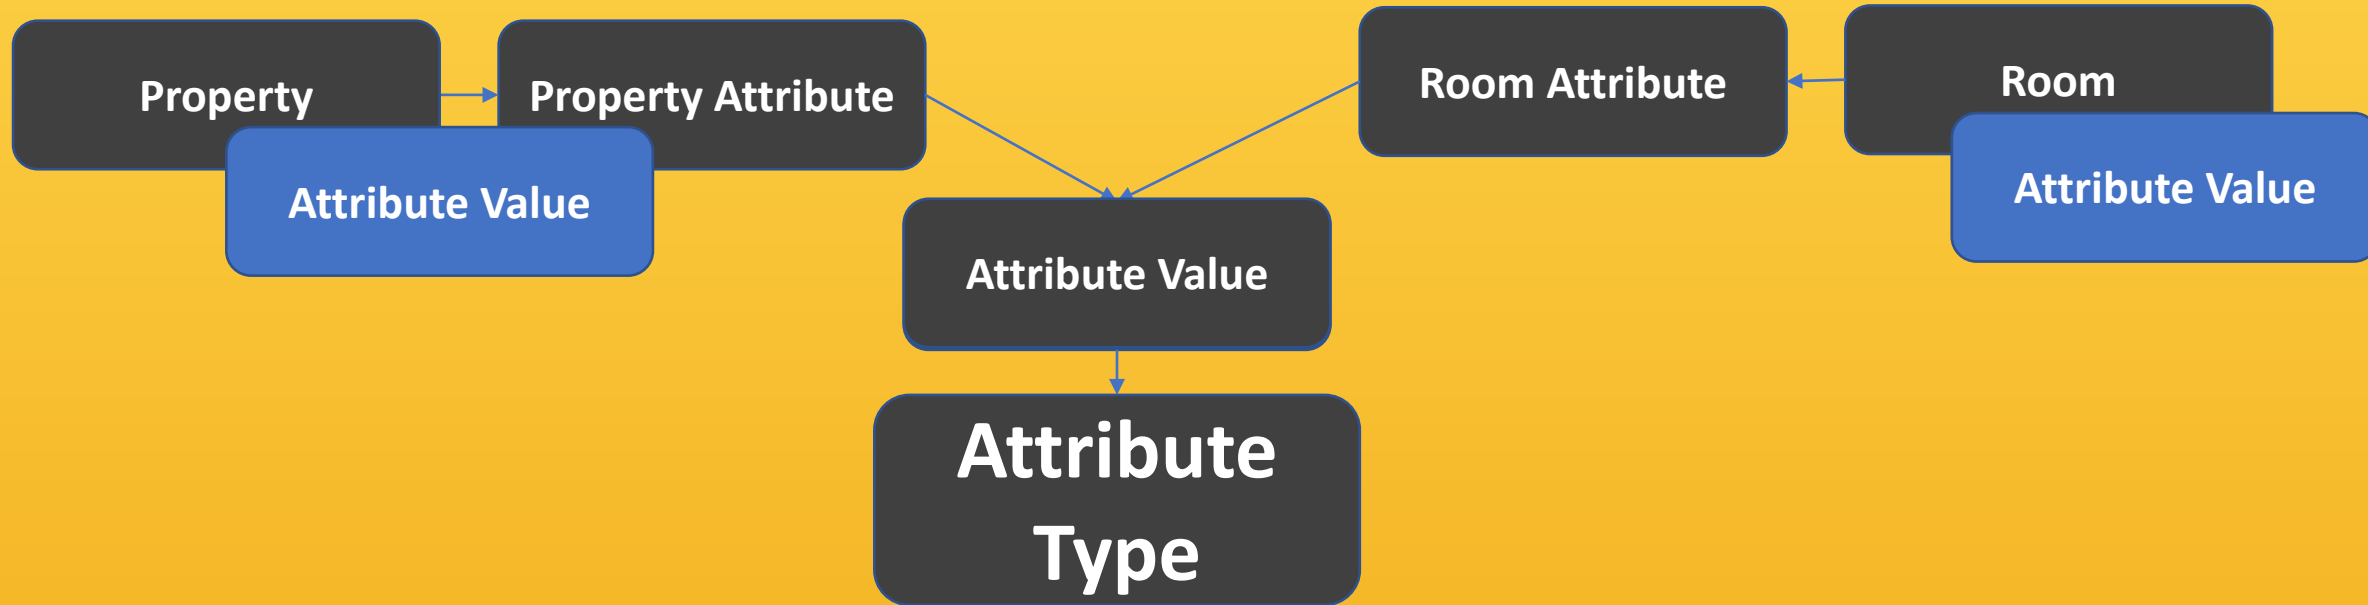 Property
Property Attribute
Room Attribute
Room
Attribute Value
Attribute Value
Attribute Value
Attribute
Type